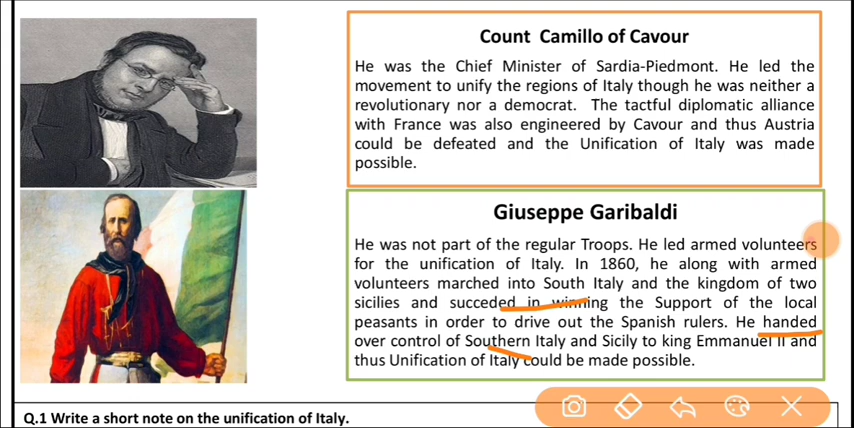 Count Camillo of Cavour
He was the Chief Minister of Sardia-Piedmont. He led the
movement to unify the regions of Italy though he was neither a
revolutionary nor a democrat. The tactful diplomatic alliance
with France was also engineered by Cavour and thus Austria
could be defeated and the Unification of Italy was made
possible.
Giuseppe Garibaldi
He was not part of the regular Troops. He led armed volunteers
for the unification of Italy. In 1860, he along with armed
volunteers marched into South Italy and the kingdom of two
sicilies and succeded in winning the Support of the local
peasants in order to drive out the Spanish rulers. He handed
over control of Southern Italy and Sicily to king Emmanuel II and
thus Unification of Italy could be made possible.
Q.1 Write a short note on the unification of Italy.